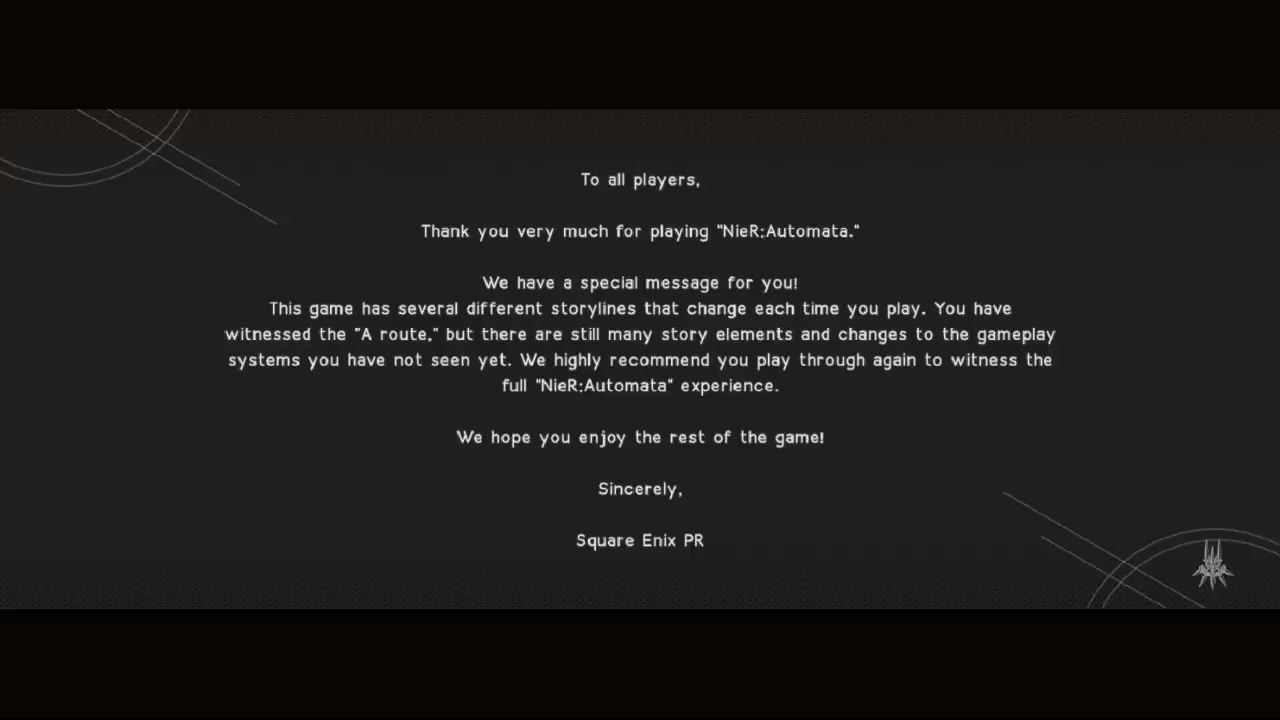 To all players,
Thank you very much for playing "NieR:Automata."
We have a special message for you!
This game has several different storylines that change each time you play. You have
witnessed the "A route," but there are still many story elements and changes to the gameplay
systems you have not seen yet. We highly recommend you play through again to witness the
full "NieR:Automata" experience.
We hope you enjoy the rest of the game!
Sincerely,
Square Enix PR